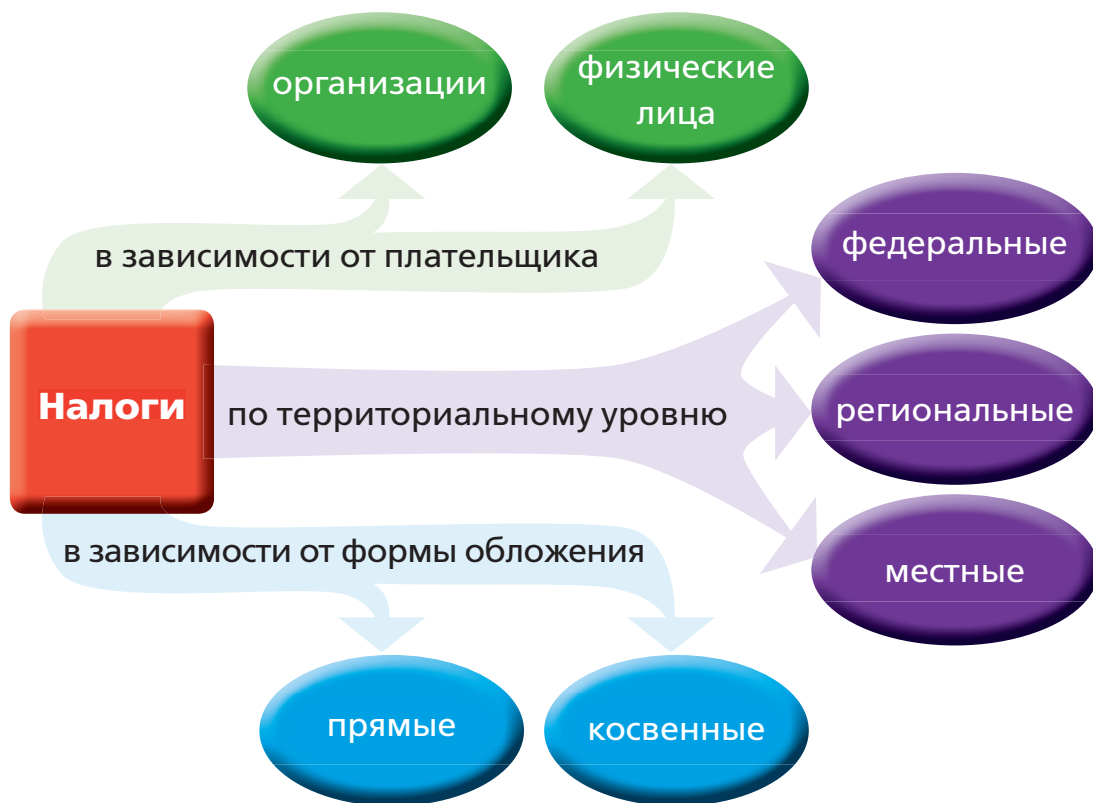 организации
физические
лица
в зависимости от плательщика
федеральные
Налоги
по территориальному уровню
региональные
в зависимости от формы обложения
местные
прямые
косвенные